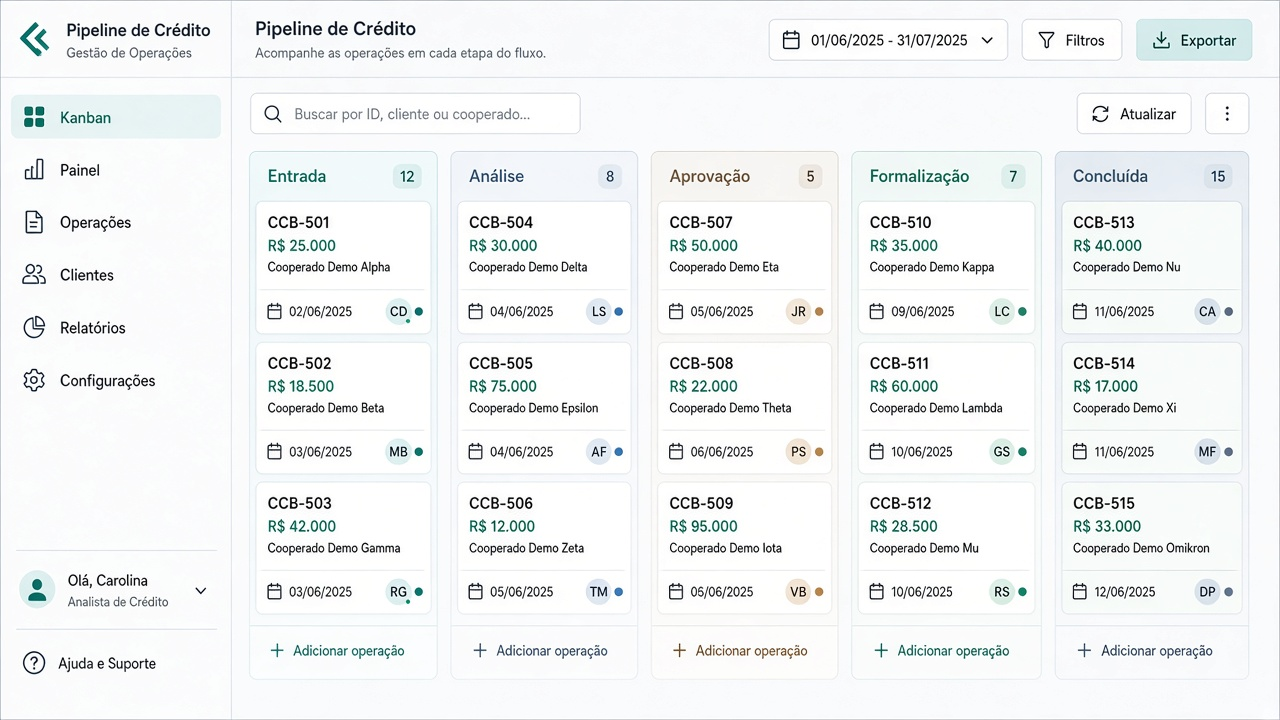 Pipeline de Crédito
Gestão de Operações
Kanban
Painel
Operações
Clientes
Relatórios
Configurações
Olá, Carolina
Analista de Crédito
Ajuda e Suporte
Pipeline de Crédito
Acompanhe as operações em cada etapa do fluxo.
01/06/2025 - 31/07/2025
Filtros
Exportar
Buscar por ID, cliente ou cooperado...
Atualizar
Entrada 12
CCB-501
R$ 25.000
Cooperado Demo Alpha
02/06/2025 CD
CCB-502
R$ 18.500
Cooperado Demo Beta
03/06/2025 MB
CCB-503
R$ 42.000
Cooperado Demo Gamma
03/06/2025 RG
+ Adicionar operação
Análise 8
CCB-504
R$ 30.000
Cooperado Demo Delta
04/06/2025 LS
CCB-505
R$ 75.000
Cooperado Demo Epsilon
04/06/2025 AF
CCB-506
R$ 12.000
Cooperado Demo Zeta
05/06/2025 TM
+ Adicionar operação
Aprovação 5
CCB-507
R$ 50.000
Cooperado Demo Eta
05/06/2025 JR
CCB-508
R$ 22.000
Cooperado Demo Theta
06/06/2025 PS
CCB-509
R$ 95.000
Cooperado Demo Iota
06/06/2025 VB
+ Adicionar operação
Formalização 7
CCB-510
R$ 35.000
Cooperado Demo Kappa
09/06/2025 LC
CCB-511
R$ 60.000
Cooperado Demo Lambda
10/06/2025 GS
CCB-512
R$ 28.500
Cooperado Demo Mu
10/06/2025 RS
+ Adicionar operação
Concluída 15
CCB-513
R$ 40.000
Cooperado Demo Nu
11/06/2025 CA
CCB-514
R$ 17.000
Cooperado Demo Xi
11/06/2025 MF
CCB-515
R$ 33.000
Cooperado Demo Omikron
12/06/2025 DP
+ Adicionar operação